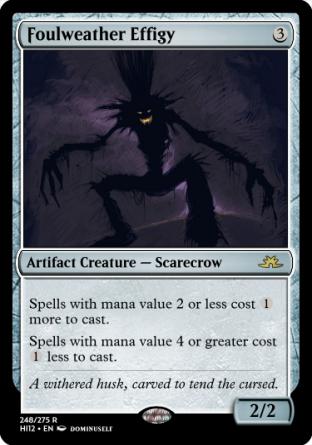 Foulweather Effigy 3
Artifact Creature — Scarecrow
Spells with mana value 2 or less cost 1
more to cast.
Spells with mana value 4 or greater cost
1 less to cast.
A withered husk, carved to tend the cursed.
2/2
248/275 R
HI12 • EN DOMINUSELF